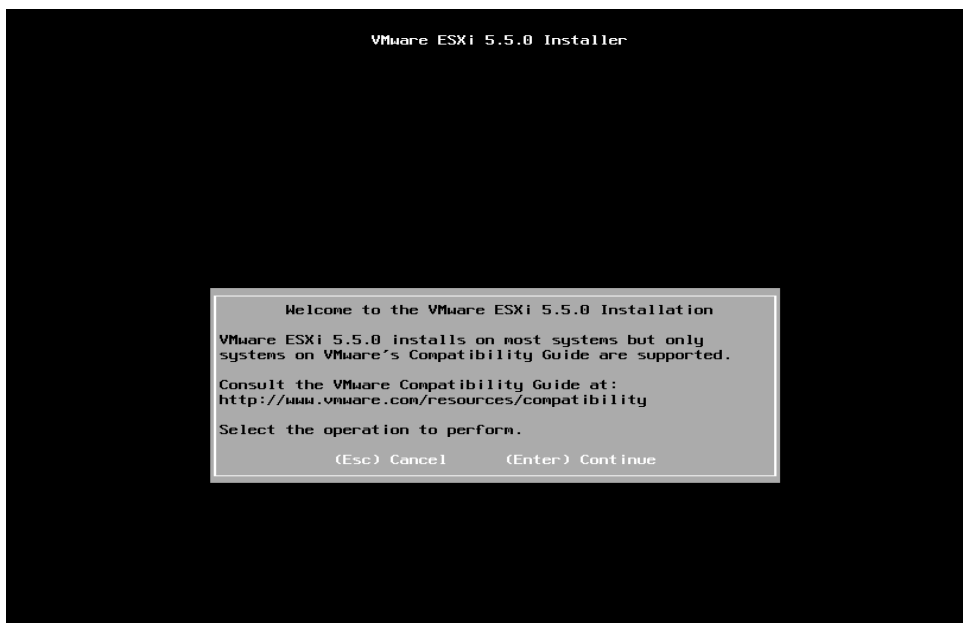 VMware ESXi 5.5.0 Installer
Welcome to the VMware ESXi 5.5.0 Installation
VMware ESXi 5.5.0 installs on most systems but only
systems on VMware's Compatibility Guide are supported.
Consult the VMware Compatibility Guide at:
http://www.vmware.com/resources/compatibility
Select the operation to perform.
(Esc) Cancel (Enter) Continue